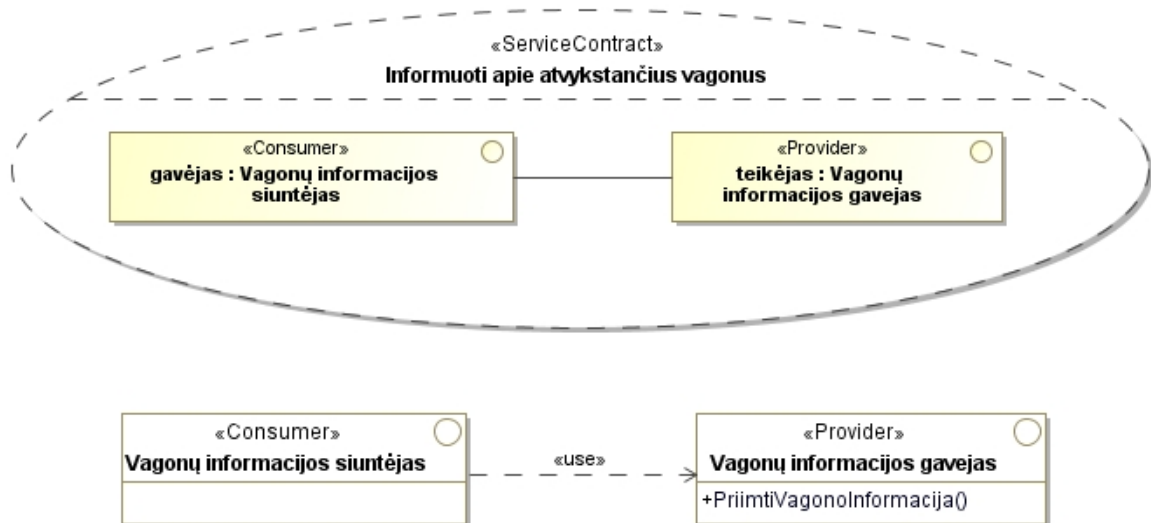 «ServiceContract»
Informuoti apie atvykstančius vagonus
«Consumer»
gavėjas : Vagonų informacijos
siuntėjas
«Provider»
teikėjas : Vagonų
informacijos gavejas
«Consumer»
Vagonų informacijos siuntėjas
«use»
«Provider»
Vagonų informacijos gavejas
+PriimtiVagonoInformacija()